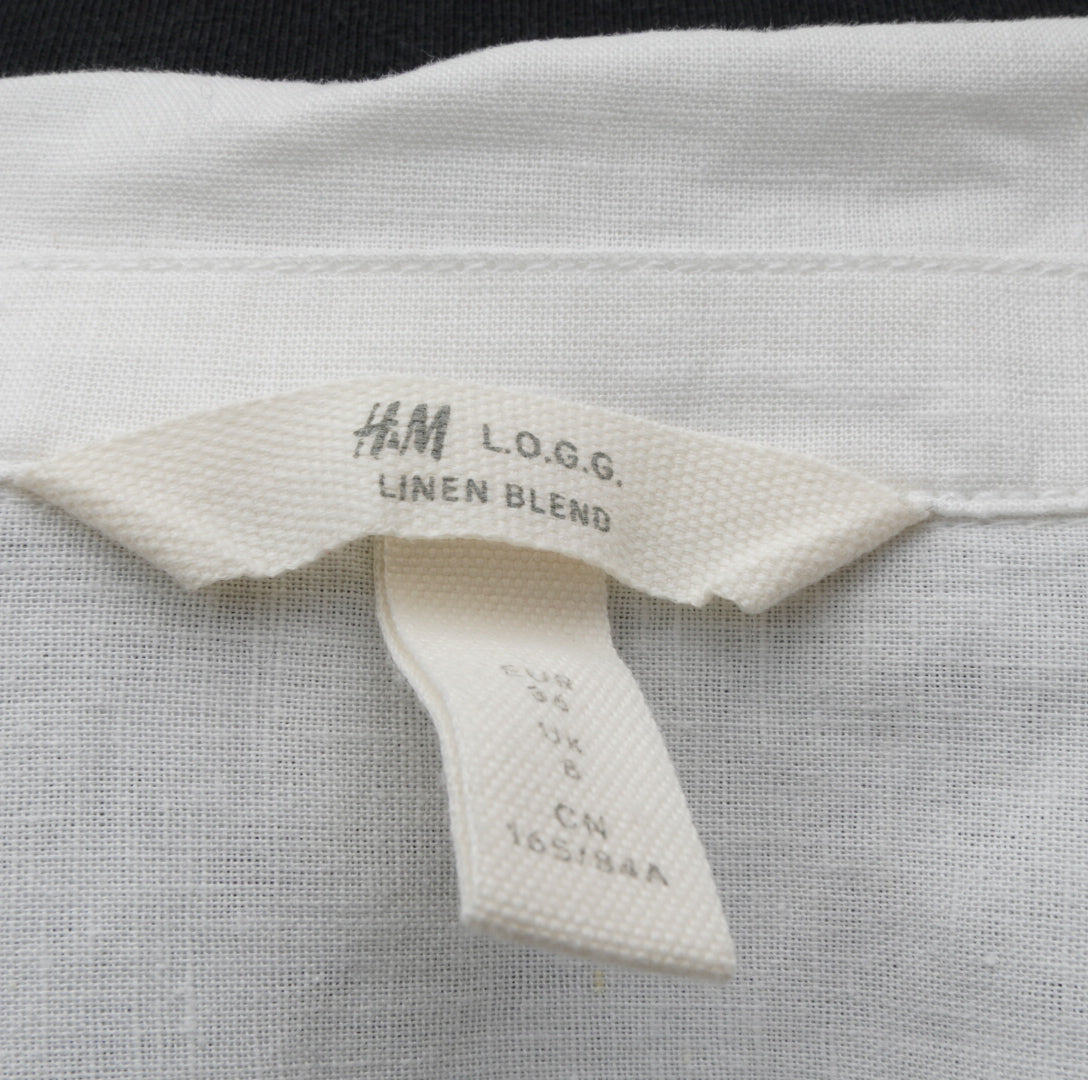 H&M L.O.G.G.
LINEN BLEND
EUR
36
UK
8
CN
165/84A